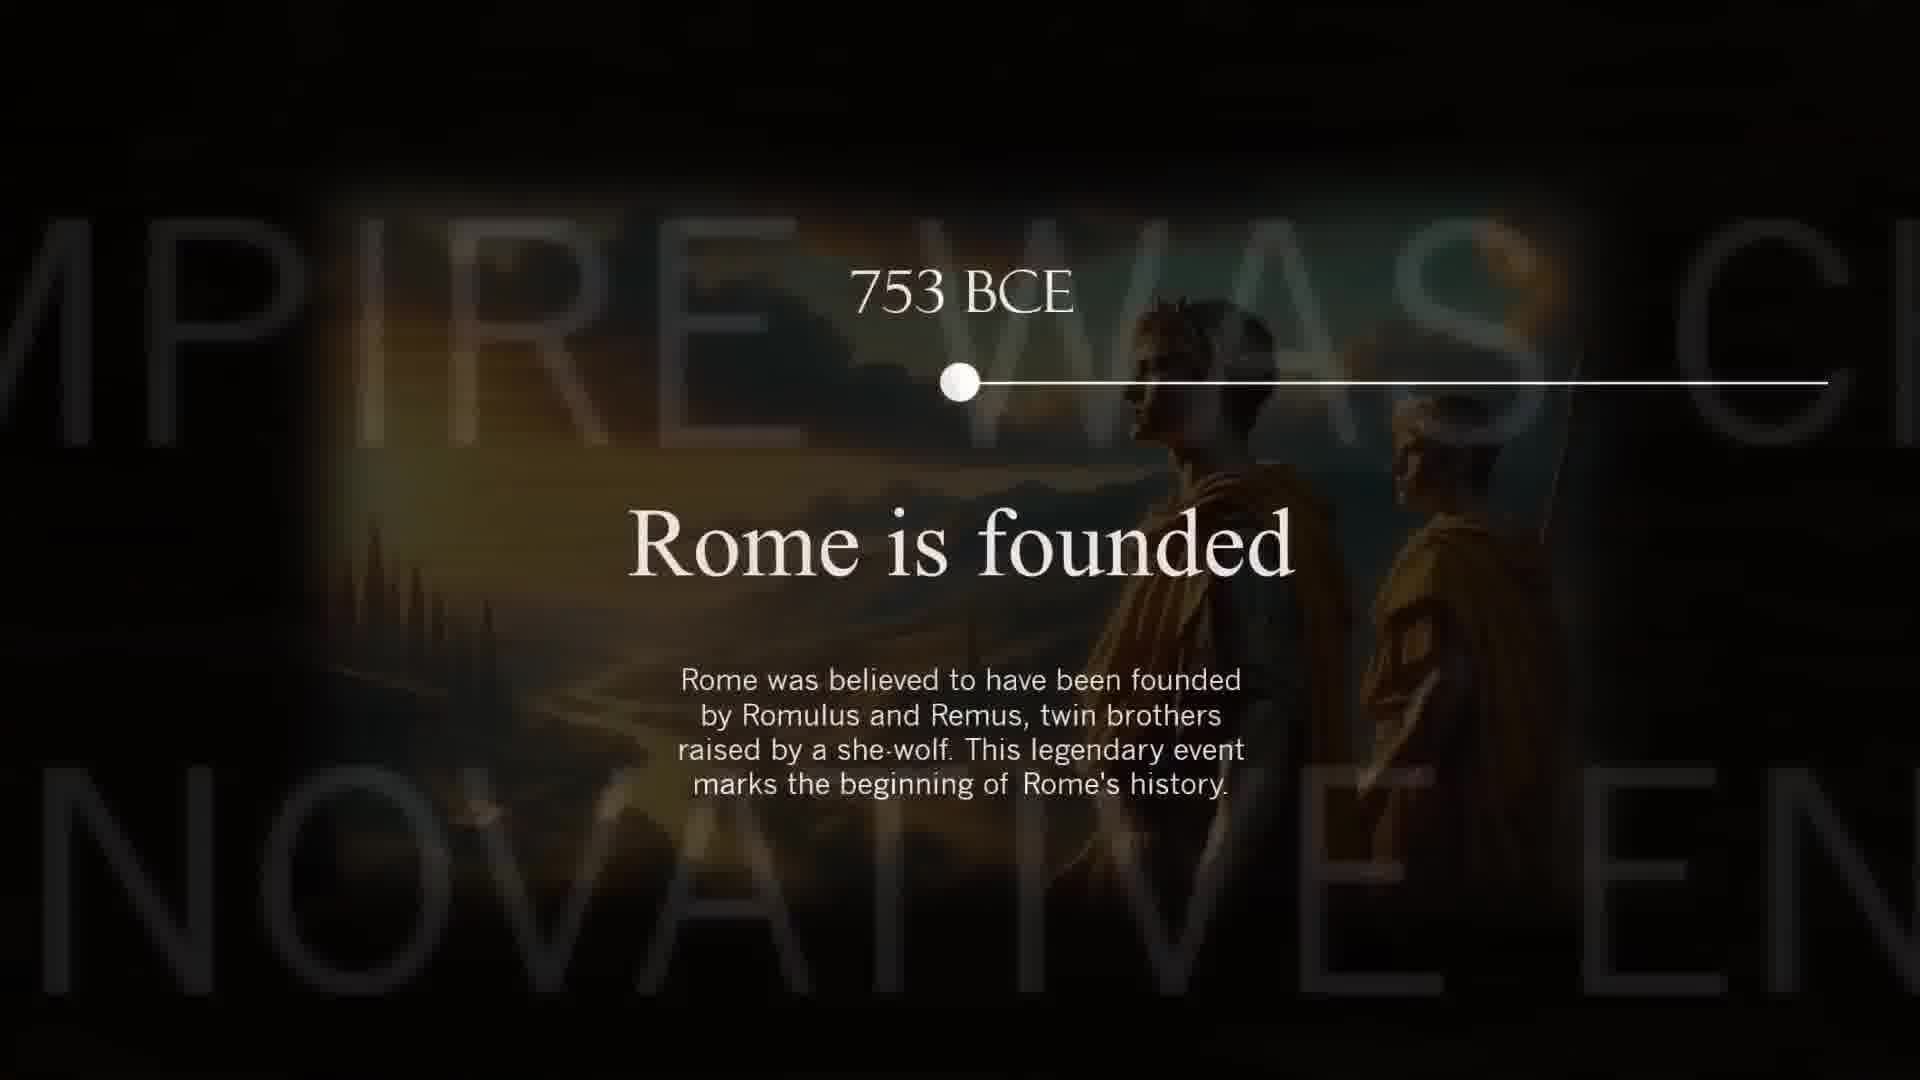 MPIRE WAS C
753 BCE
Rome is founded
Rome was believed to have been founded
by Romulus and Remus, twin brothers
raised by a she-wolf. This legendary event
marks the beginning of Rome's history.
NOVATIVE EN